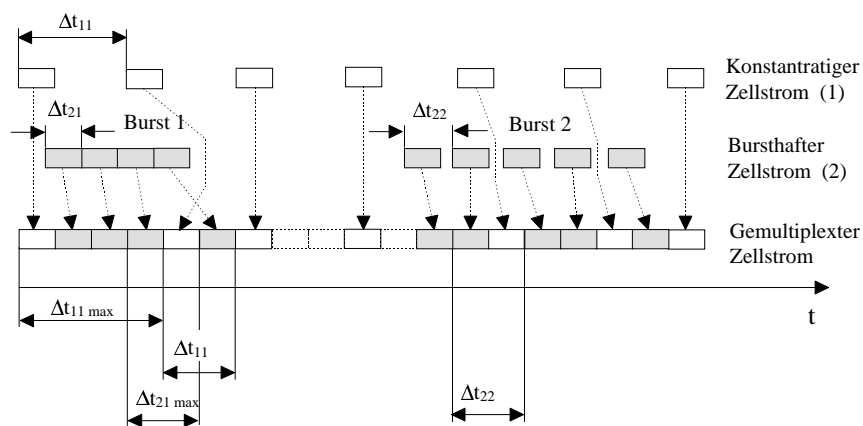 Δt11
Konstantratiger
Zellstrom (1)
Δt21
Burst 1
Δt22
Burst 2
Bursthafter
Zellstrom (2)
Gemultiplexter
Zellstrom
t
Δt11 max
Δt11
Δt21 max
Δt22